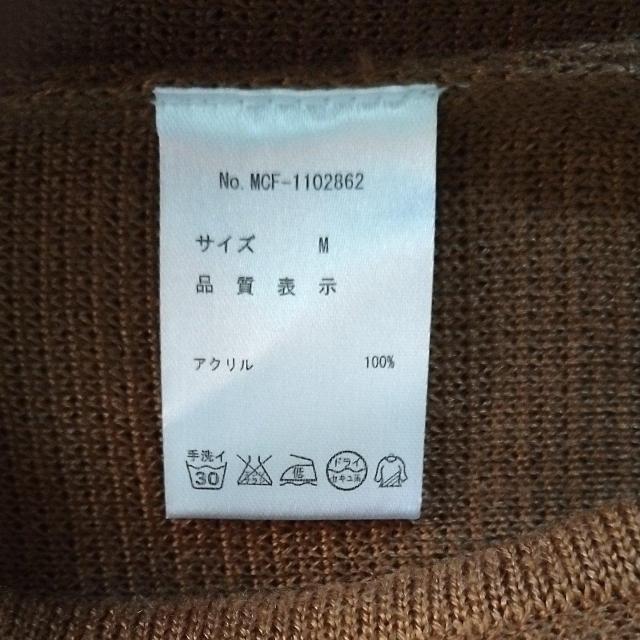 No. MCF-1102862
サイズ M
品質表示
アクリル 100%
手洗イ
30
低
ドライ
セキユ系